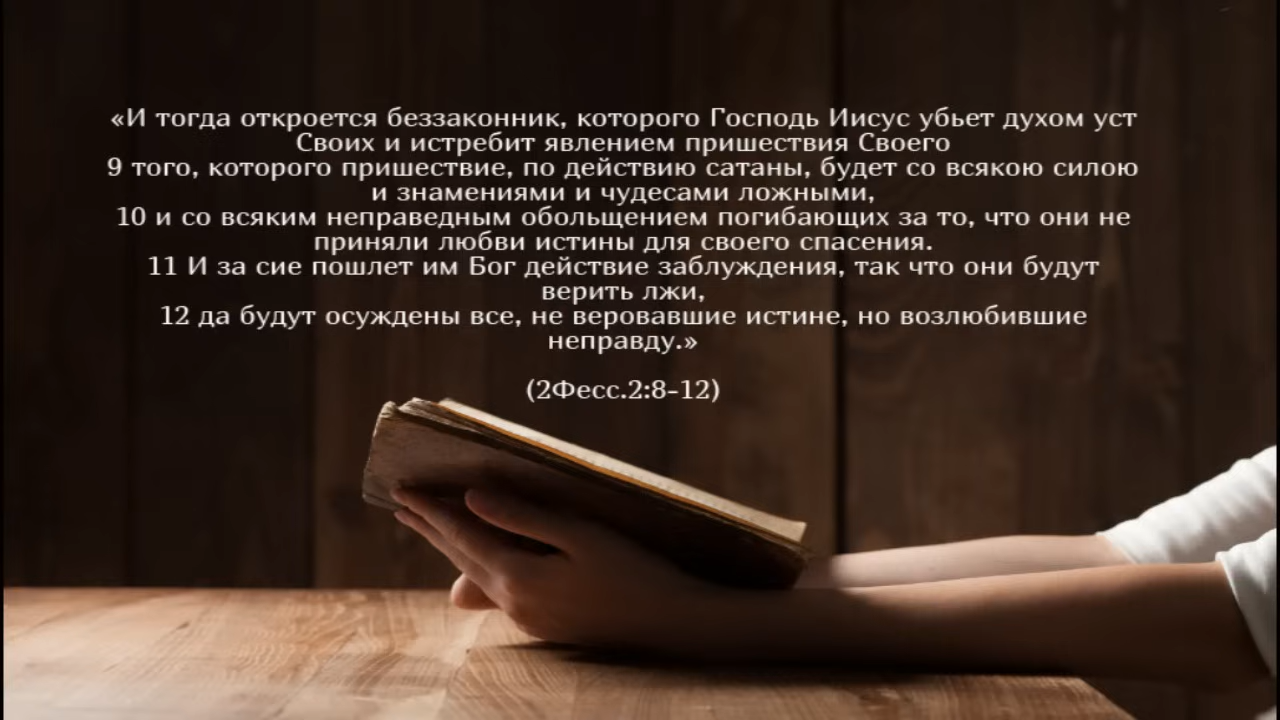 «И тогда откроется беззаконник, которого Господь Иисус убьет духом уст
Своих и истребит явлением пришествия Своего
9 того, которого пришествие, по действию сатаны, будет со всякою силою
и знамениями и чудесами ложными,
10 и со всяким неправедным обольщением погибающих за то, что они не
приняли любви истины для своего спасения.
11 И за сие пошлет им Бог действие заблуждения, так что они будут
верить лжи,
12 да будут осуждены все, не веровавшие истине, но возлюбившие
неправду.»
(2Фесс.2:8-12)